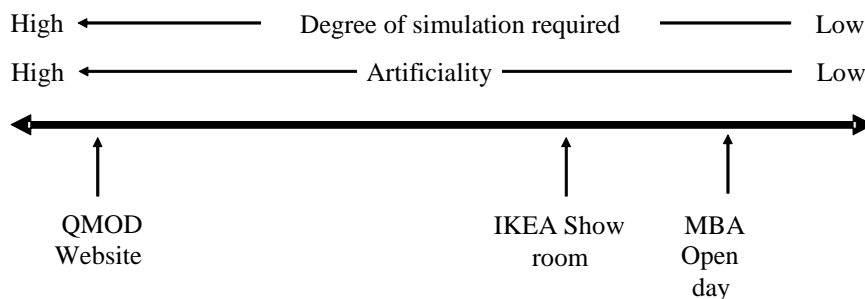 High Degree of simulation required Low
High Artificiality Low
QMOD
Website
IKEA Show
room
MBA
Open
day